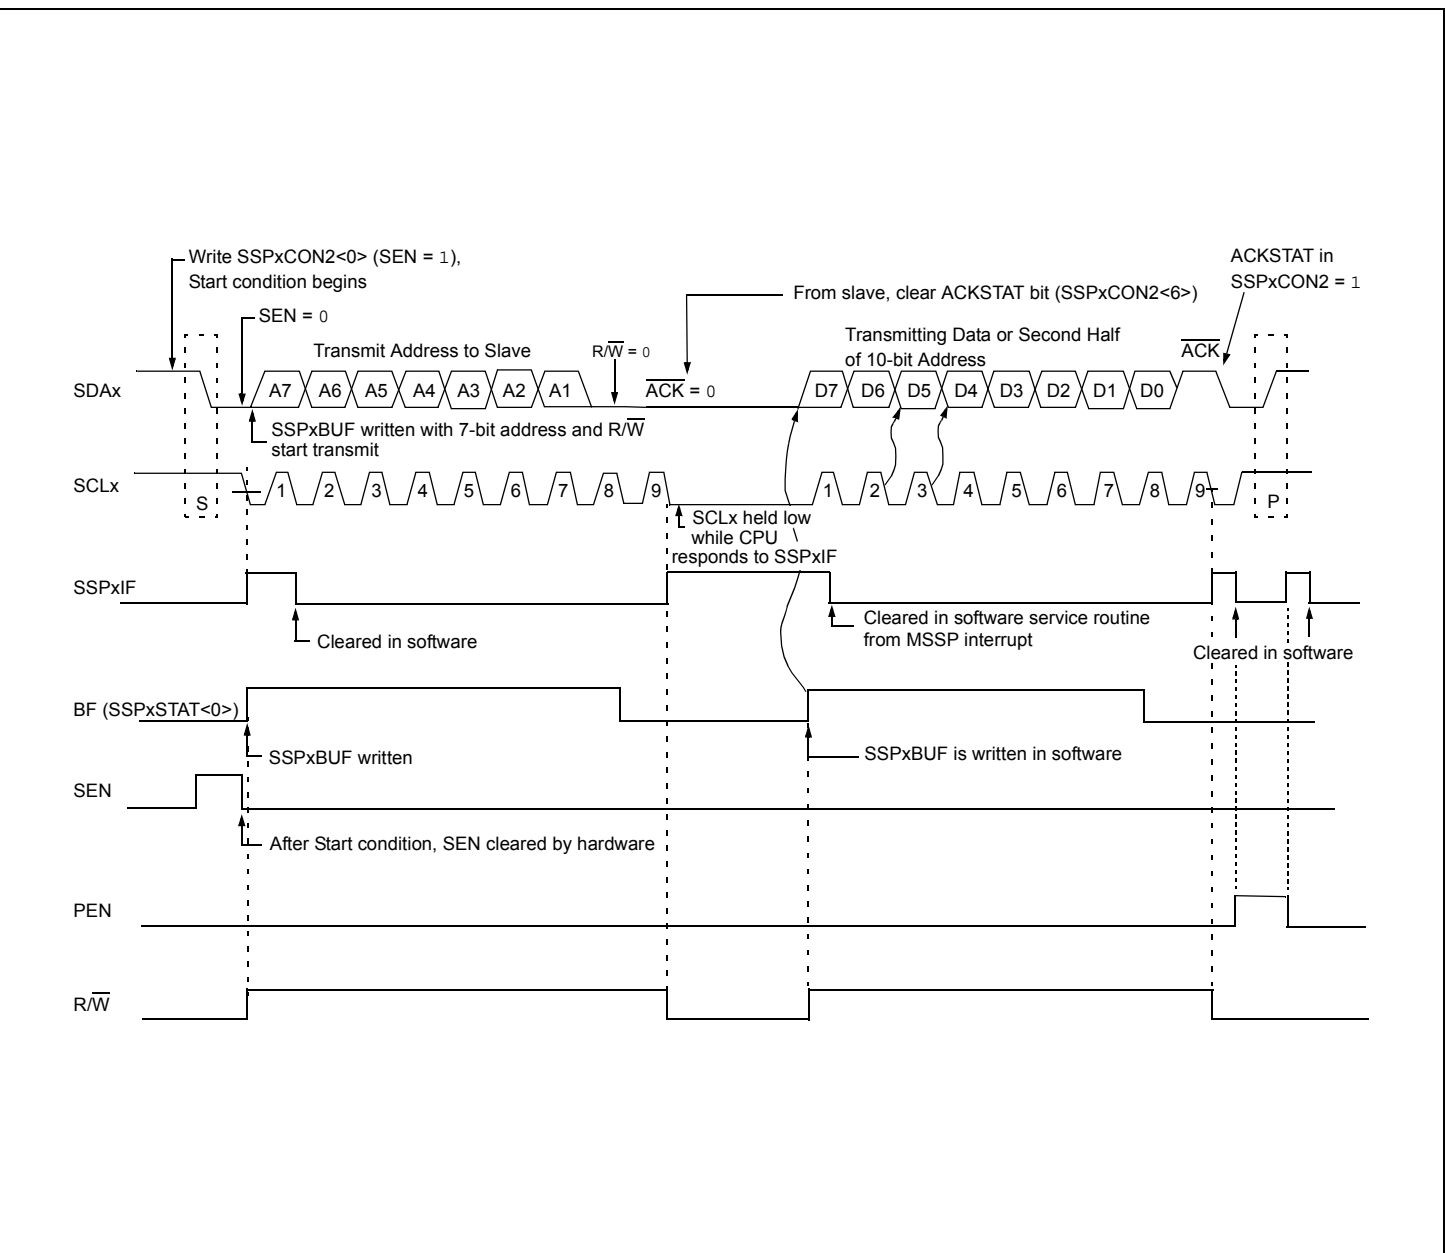 Write SSPxCON2<0> (SEN = 1),
Start condition begins
ACKSTAT in
SSPxCON2 = 1
From slave, clear ACKSTAT bit (SSPxCON2<6>)
SEN = 0
Transmit Address to Slave
R/W̅ = 0
Transmitting Data or Second Half
of 10-bit Address
A̅C̅K̅
SDAx
A7 A6 A5 A4 A3 A2 A1
A̅C̅K̅ = 0
D7 D6 D5 D4 D3 D2 D1 D0
SSPxBUF written with 7-bit address and R/W̅
start transmit
SCLx
S
1 2 3 4 5 6 7 8 9
1 2 3 4 5 6 7 8 9
P
SCLx held low
while CPU
responds to SSPxIF
SSPxIF
Cleared in software
Cleared in software service routine
from MSSP interrupt
Cleared in software
BF (SSPxSTAT<0>)
SSPxBUF written
SSPxBUF is written in software
SEN
After Start condition, SEN cleared by hardware
PEN
R/W̅